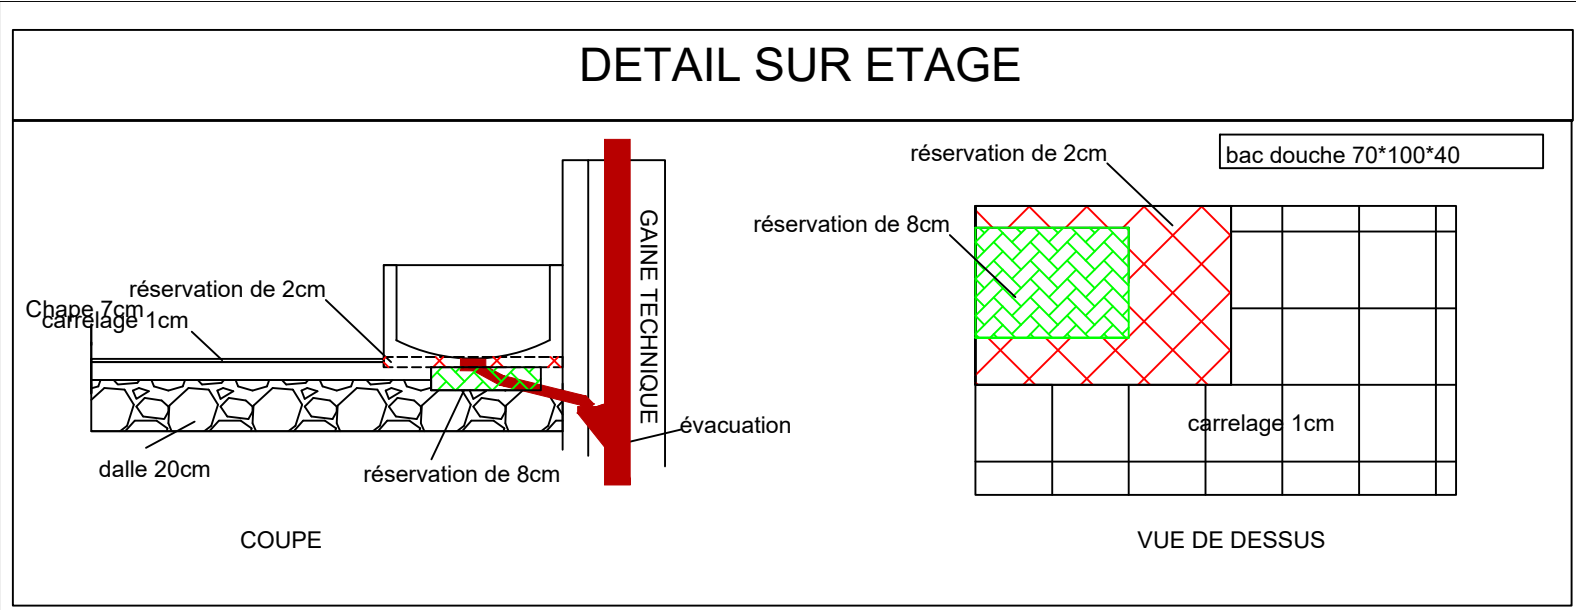 DETAIL SUR ETAGE
réservation de 2cm
Chape 7cm
carrelage 1cm
GAINE TECHNIQUE
évacuation
dalle 20cm
réservation de 8cm
COUPE
bac douche 70*100*40
réservation de 2cm
réservation de 8cm
carrelage 1cm
VUE DE DESSUS